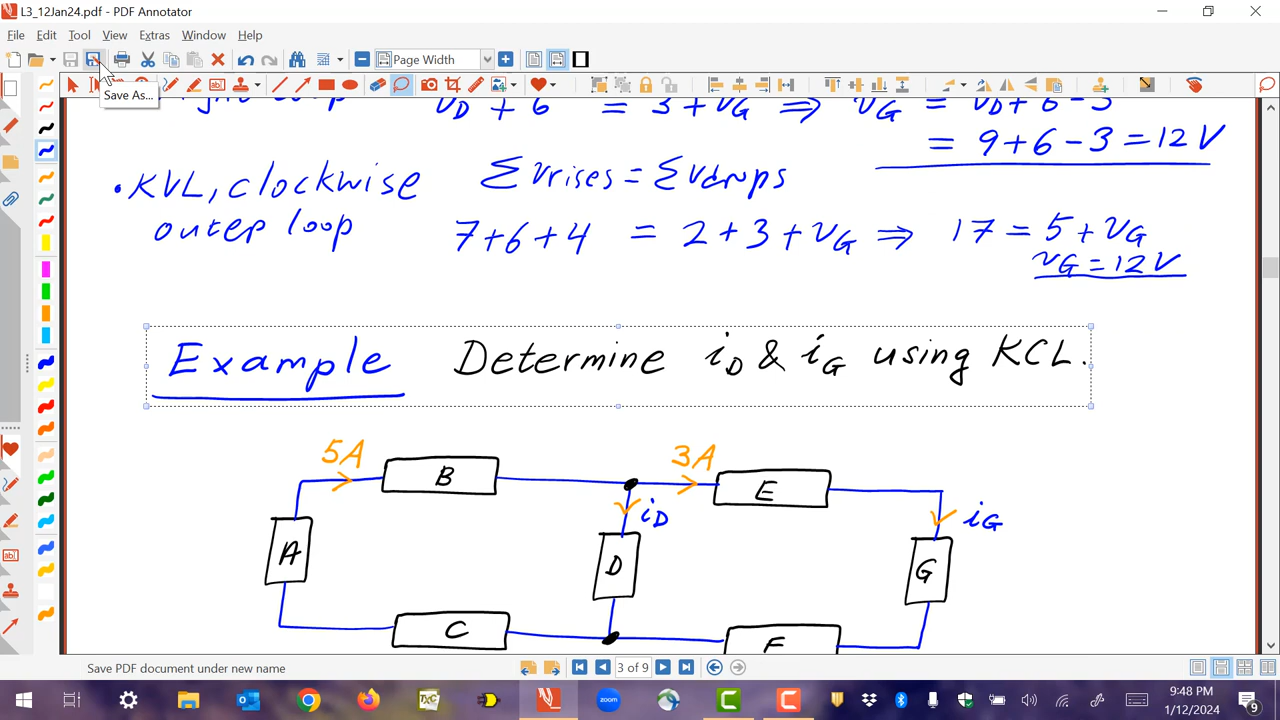 L3_12Jan24.pdf - PDF Annotator
File Edit Tool View Extras Window Help
Page Width
Save As...
loop vD + 6 = 3 + vG ⇒ vG = vD + 6 - 3
= 9 + 6 - 3 = 12 V
• KVL, clockwise Σ vrises = Σ vdrops
outer loop 7 + 6 + 4 = 2 + 3 + vG ⇒ 17 = 5 + vG
vG = 12 V
Example Determine iD & iG using KCL.
5A 3A
B E
iD iG
A D G
C F
Save PDF document under new name
3 of 9
zoom
9:48 PM
1/12/2024
9